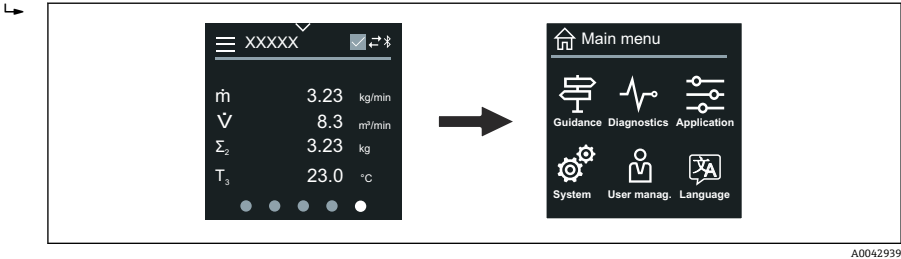 XXXXX
ṁ 3.23 kg/min
V̇ 8.3 m³/min
Σ₂ 3.23 kg
T₃ 23.0 °C
Main menu
Guidance Diagnostics Application
System User manag. Language
A0042939